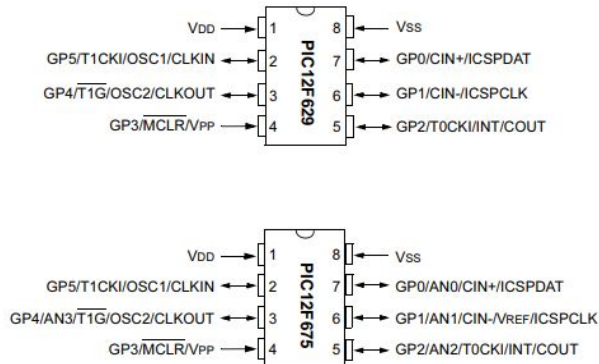 VDD 1 8 VSS
GP5/T1CKI/OSC1/CLKIN 2 7 GP0/CIN+/ICSPDAT
GP4/T1G/OSC2/CLKOUT 3 6 GP1/CIN-/ICSPCLK
GP3/MCLR/VPP 4 5 GP2/T0CKI/INT/COUT
PIC12F629
VDD 1 8 VSS
GP5/T1CKI/OSC1/CLKIN 2 7 GP0/AN0/CIN+/ICSPDAT
GP4/AN3/T1G/OSC2/CLKOUT 3 6 GP1/AN1/CIN-/VREF/ICSPCLK
GP3/MCLR/VPP 4 5 GP2/AN2/T0CKI/INT/COUT
PIC12F675